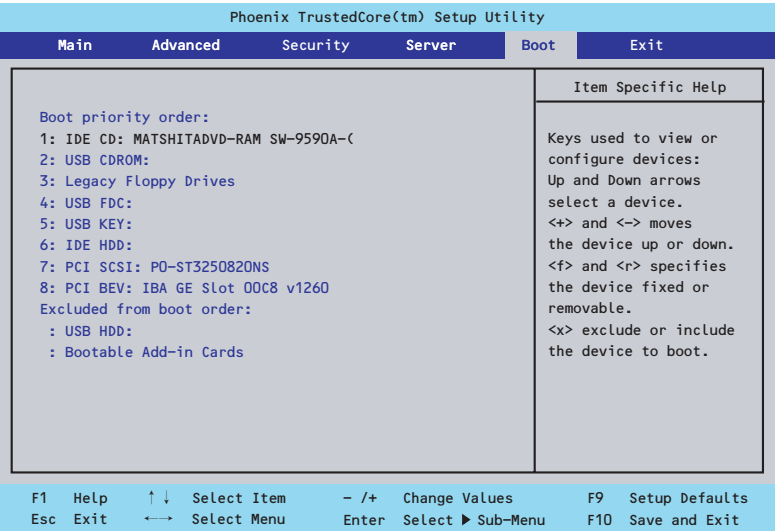 Phoenix TrustedCore(tm) Setup Utility
Main Advanced Security Server Boot Exit
Boot priority order:
1: IDE CD: MATSHITADVD-RAM SW-9590A-(
2: USB CDROM:
3: Legacy Floppy Drives
4: USB FDC:
5: USB KEY:
6: IDE HDD:
7: PCI SCSI: P0-ST3250820NS
8: PCI BEV: IBA GE Slot 00C8 v1260
Excluded from boot order:
: USB HDD:
: Bootable Add-in Cards
Item Specific Help
Keys used to view or
configure devices:
Up and Down arrows
select a device.
<+> and <-> moves
the device up or down.
<f> and <r> specifies
the device fixed or
removable.
<x> exclude or include
the device to boot.
F1 Help ↑↓ Select Item -/+ Change Values F9 Setup Defaults
Esc Exit ←→ Select Menu Enter Select ▶ Sub-Menu F10 Save and Exit